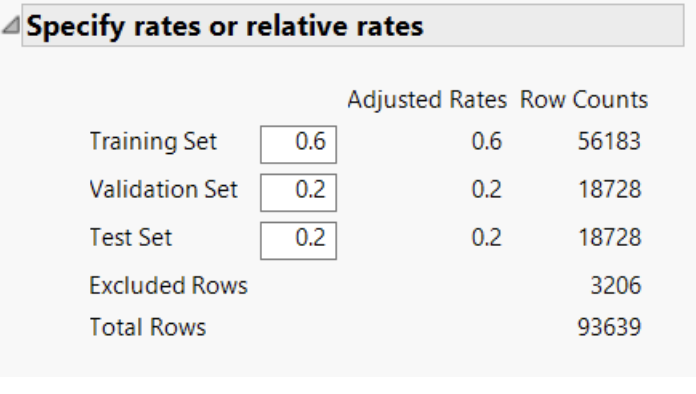 Specify rates or relative rates
Adjusted Rates Row Counts
Training Set 0.6 0.6 56183
Validation Set 0.2 0.2 18728
Test Set 0.2 0.2 18728
Excluded Rows 3206
Total Rows 93639